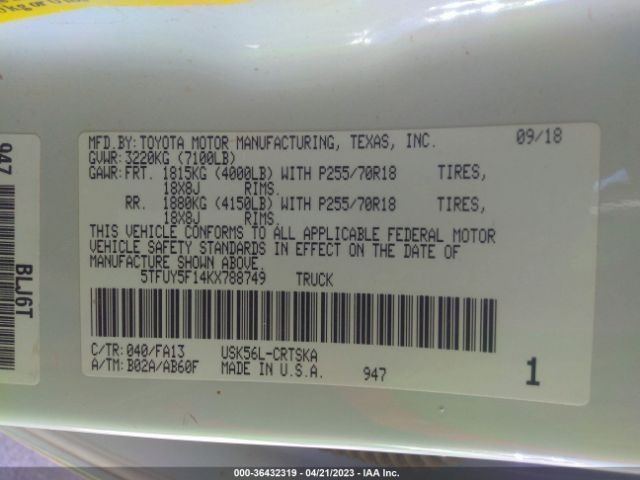 MFD.BY:TOYOTA MOTOR MANUFACTURING, TEXAS, INC. 09/18
GVWR:3220KG (7100LB)
GAWR:FRT. 1815KG (4000LB) WITH P255/70R18 TIRES,
18X8J RIMS.
RR. 1880KG (4150LB) WITH P255/70R18 TIRES,
18X8J RIMS.
THIS VEHICLE CONFORMS TO ALL APPLICABLE FEDERAL MOTOR
VEHICLE SAFETY STANDARDS IN EFFECT ON THE DATE OF
MANUFACTURE SHOWN ABOVE.
5TFUY5F14KX788749 TRUCK
C/TR:040/FA13 USK56L-CRTSKA
A/TM:B02A/AB60F MADE IN U.S.A. 947 1
947
BLJ6T
kg or
000-36432319 - 04/21/2023 - IAA Inc.